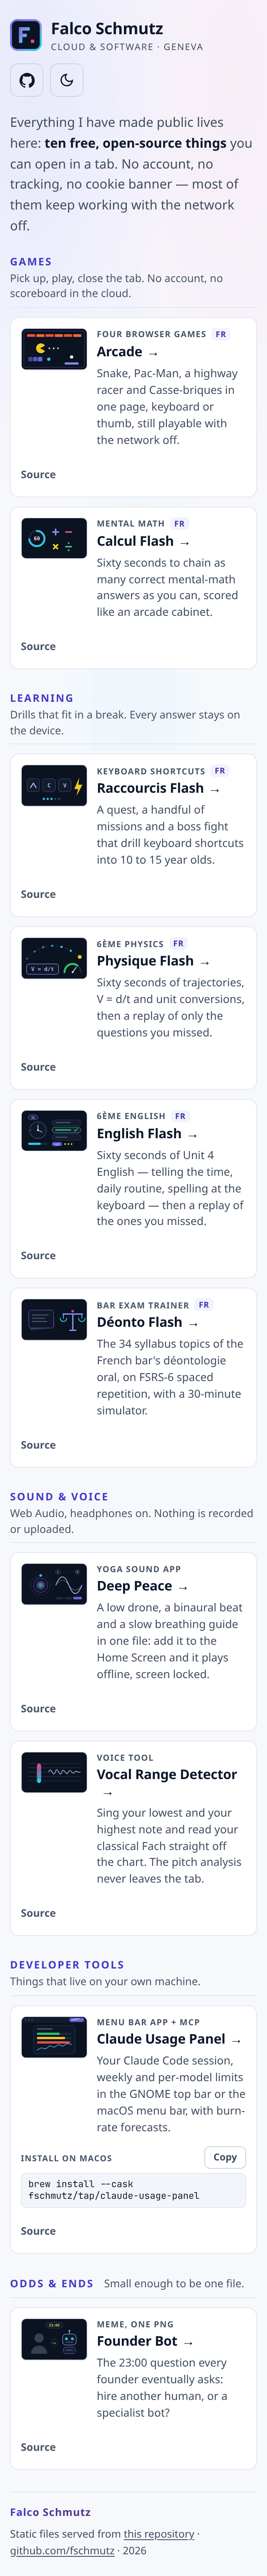 Falco Schmutz
CLOUD & SOFTWARE · GENEVA
Everything I have made public lives
here: ten free, open-source things you
can open in a tab. No account, no
tracking, no cookie banner — most of
them keep working with the network
off.
GAMES
Pick up, play, close the tab. No account, no
scoreboard in the cloud.
FOUR BROWSER GAMES FR
Arcade →
Snake, Pac-Man, a highway
racer and Casse-briques in
one page, keyboard or
thumb, still playable with
the network off.
Source
60
MENTAL MATH FR
Calcul Flash →
Sixty seconds to chain as
many correct mental-math
answers as you can, scored
like an arcade cabinet.
Source
LEARNING
Drills that fit in a break. Every answer stays on
the device.
C V
KEYBOARD SHORTCUTS FR
Raccourcis Flash →
A quest, a handful of
missions and a boss fight
that drill keyboard shortcuts
into 10 to 15 year olds.
Source
V = d/t
6ÈME PHYSICS FR
Physique Flash →
Sixty seconds of trajectories,
V = d/t and unit conversions,
then a replay of only the
questions you missed.
Source
6ÈME ENGLISH FR
English Flash →
Sixty seconds of Unit 4
English — telling the time,
daily routine, spelling at the
keyboard — then a replay of
the ones you missed.
Source
BAR EXAM TRAINER FR
Déonto Flash →
The 34 syllabus topics of the
French bar's déontologie
oral, on FSRS-6 spaced
repetition, with a 30-minute
simulator.
Source
SOUND & VOICE
Web Audio, headphones on. Nothing is recorded
or uploaded.
YOGA SOUND APP
Deep Peace →
A low drone, a binaural beat
and a slow breathing guide
in one file: add it to the
Home Screen and it plays
offline, screen locked.
Source
VOICE TOOL
Vocal Range Detector
→
Sing your lowest and your
highest note and read your
classical Fach straight off
the chart. The pitch analysis
never leaves the tab.
Source
DEVELOPER TOOLS
Things that live on your own machine.
MENU BAR APP + MCP
Claude Usage Panel →
Your Claude Code session,
weekly and per-model limits
in the GNOME top bar or the
macOS menu bar, with burn-
rate forecasts.
INSTALL ON MACOS Copy
brew install --cask
fschmutz/tap/claude-usage-panel
Source
ODDS & ENDS Small enough to be one file.
23:00
MEME, ONE PNG
Founder Bot →
The 23:00 question every
founder eventually asks:
hire another human, or a
specialist bot?
Source
Falco Schmutz
Static files served from this repository ·
github.com/fschmutz · 2026